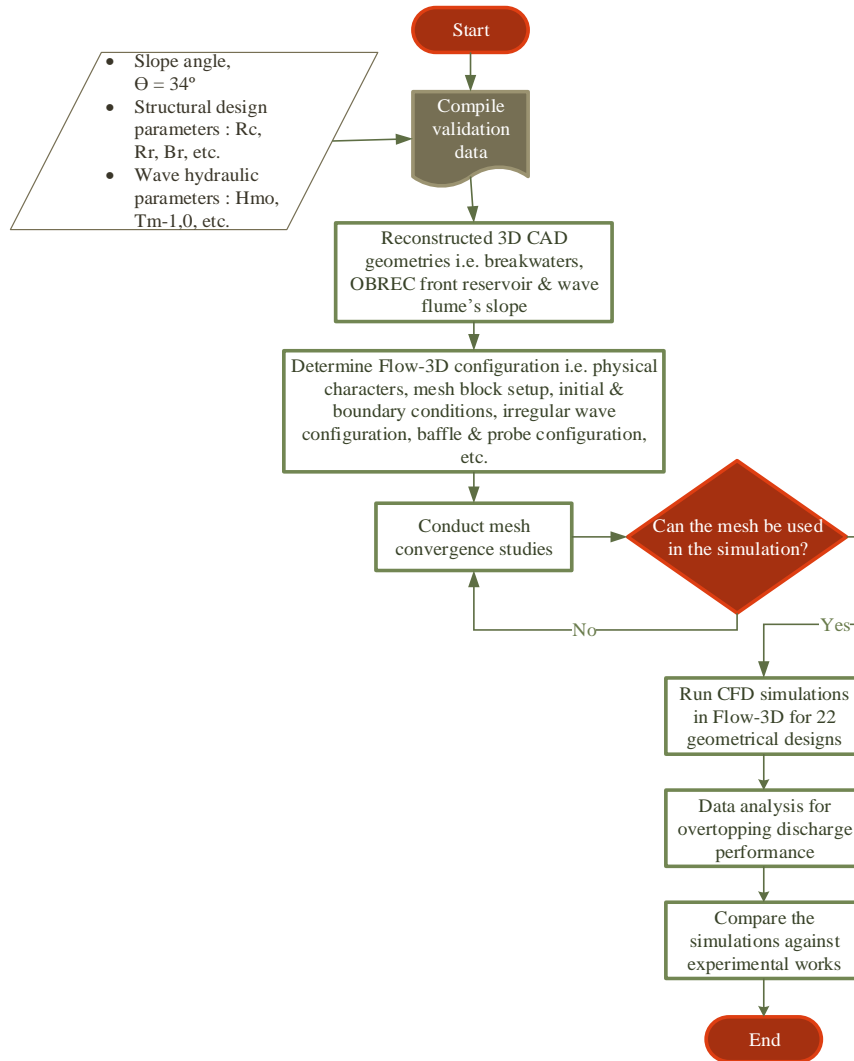 Start
• Slope angle,
Ɵ = 34º
• Structural design
parameters : Rc,
Rr, Br, etc.
• Wave hydraulic
parameters : Hmo,
Tm-1,0, etc.
Compile
validation
data
Reconstructed 3D CAD
geometries i.e. breakwaters,
OBREC front reservoir & wave
flume's slope
Determine Flow-3D configuration i.e. physical
characters, mesh block setup, initial &
boundary conditions, irregular wave
configuration, baffle & probe configuration,
etc.
Conduct mesh
convergence studies
Can the mesh be used
in the simulation?
No
Yes
Run CFD simulations
in Flow-3D for 22
geometrical designs
Data analysis for
overtopping discharge
performance
Compare the
simulations against
experimental works
End